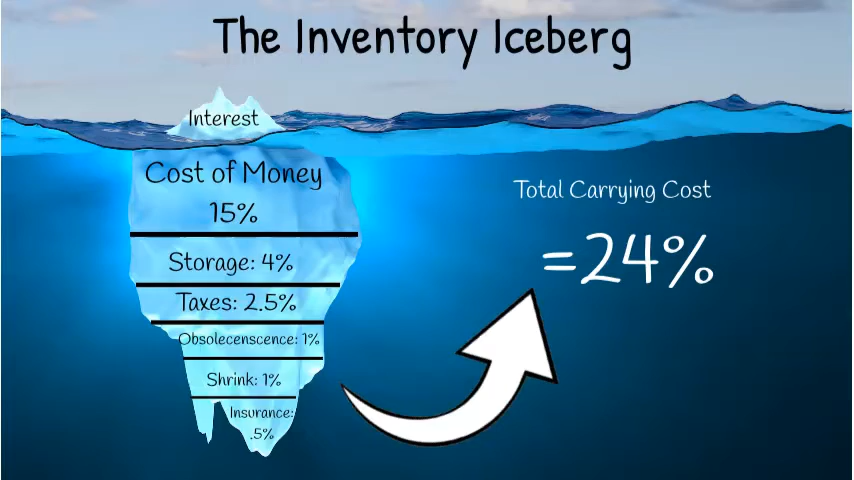 The Inventory Iceberg
Interest
Cost of Money
15%
Storage: 4%
Taxes: 2.5%
Obsolecenscence: 1%
Shrink: 1%
Insurance:
.5%
Total Carrying Cost
=24%